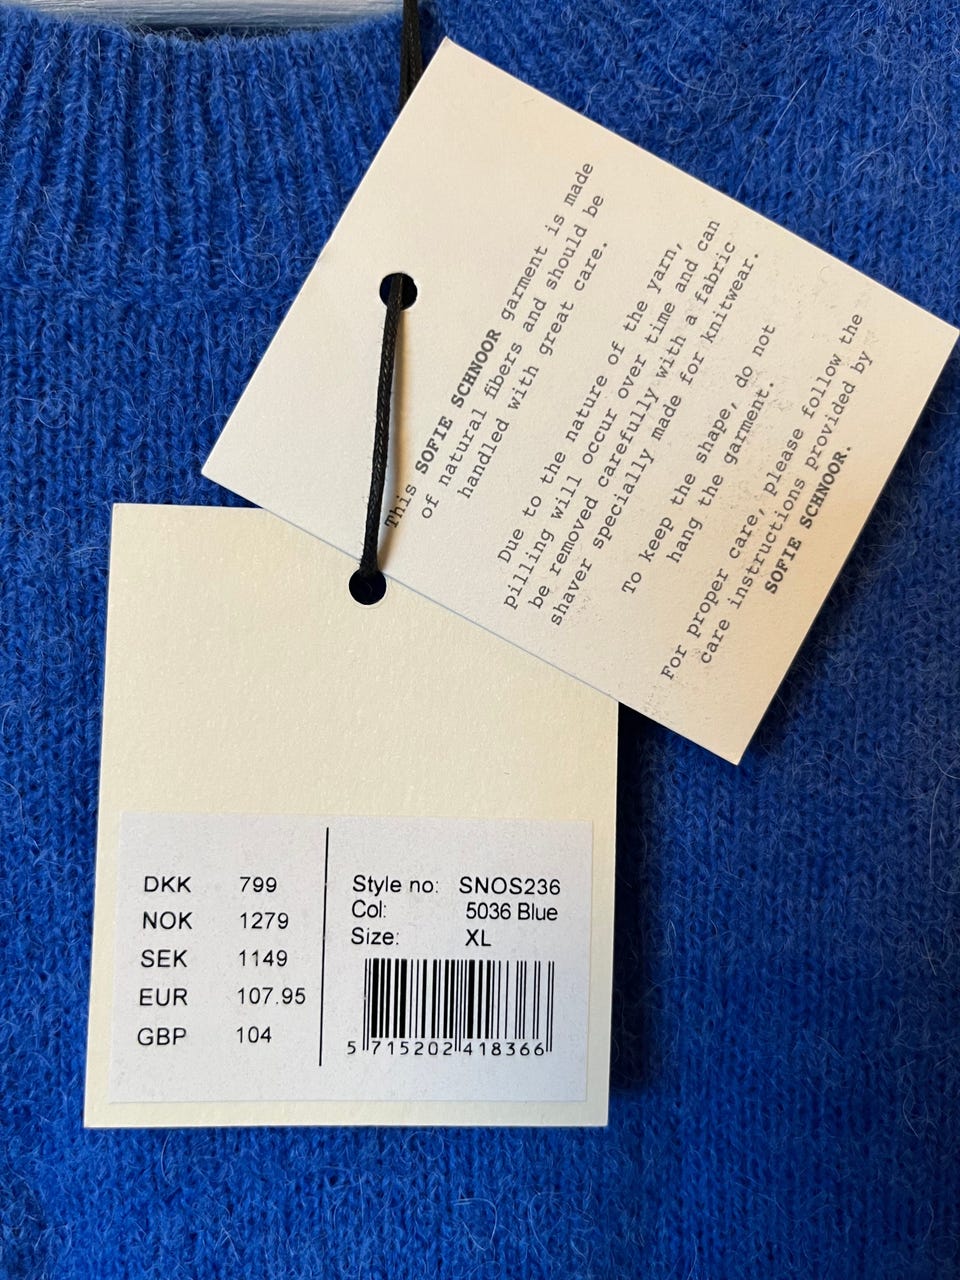 This SOFIE SCHNOOR garment is made
of natural fibers and should be
handled with great care.
Due to the nature of the yarn,
pilling will occur over time and can
be removed carefully with a fabric
shaver specially made for knitwear.
To keep the shape, do not
hang the garment.
For proper care, please follow the
care instructions provided by
SOFIE SCHNOOR.
DKK 799
NOK 1279
SEK 1149
EUR 107.95
GBP 104
Style no: SNOS236
Col: 5036 Blue
Size: XL
5 715202 418366